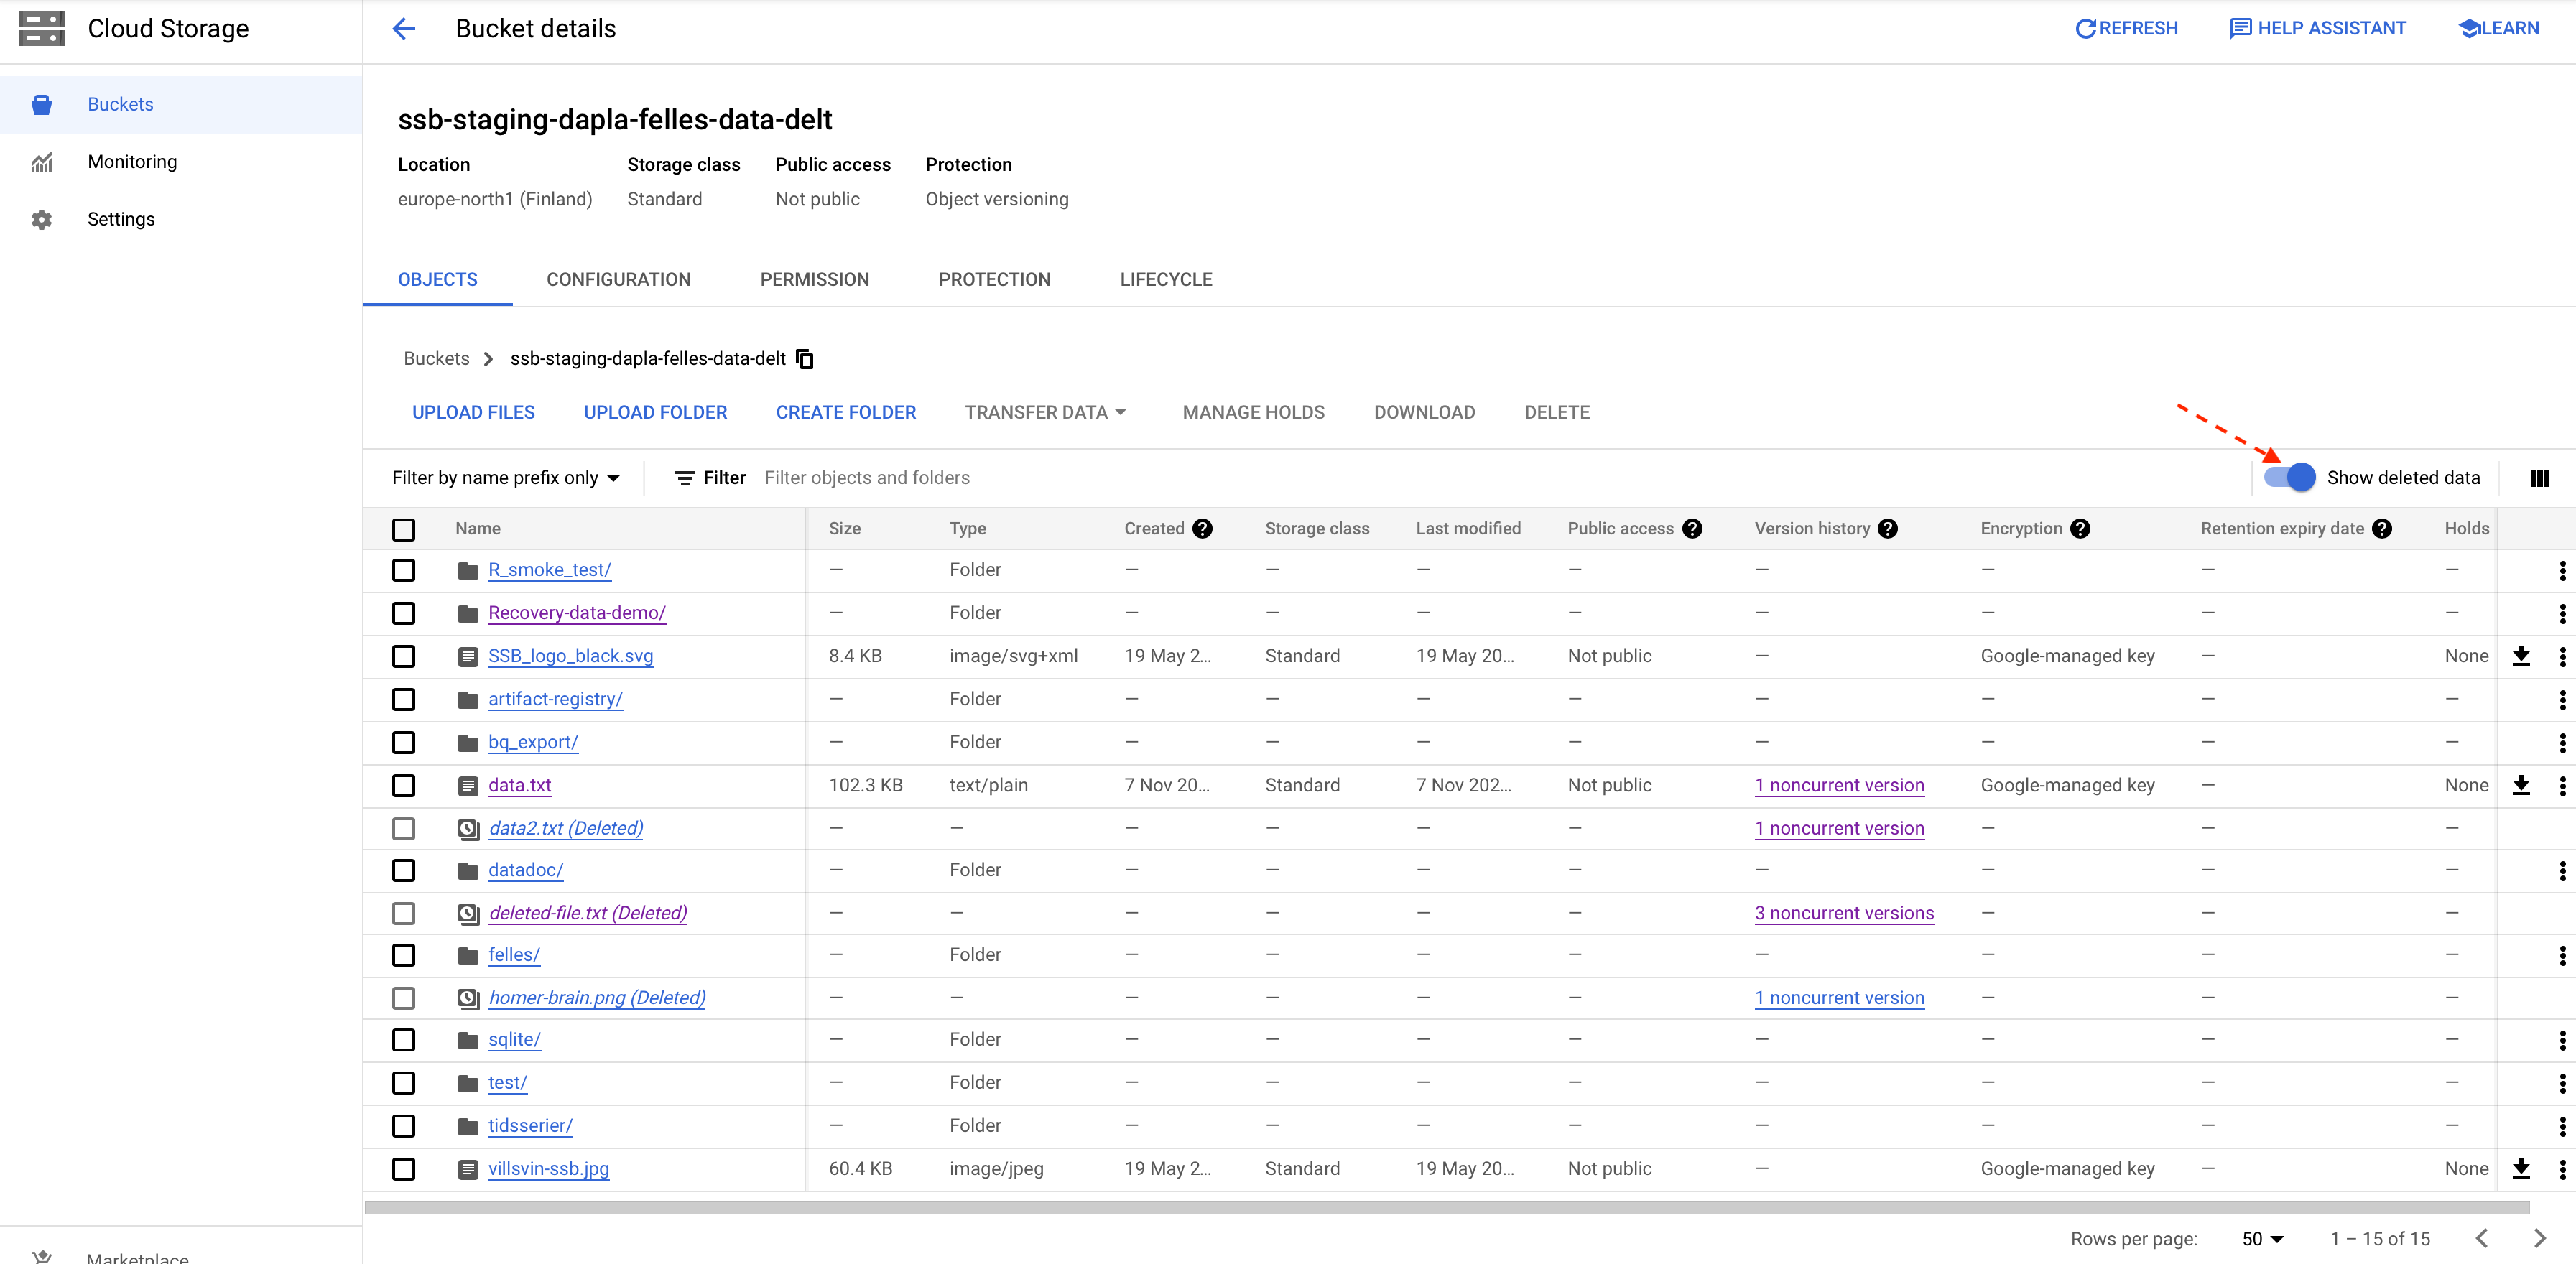 Cloud Storage
Bucket details
REFRESH
HELP ASSISTANT
LEARN
Buckets
Monitoring
Settings
Marketplace
ssb-staging-dapla-felles-data-delt
Location Storage class Public access Protection
europe-north1 (Finland) Standard Not public Object versioning
OBJECTS CONFIGURATION PERMISSION PROTECTION LIFECYCLE
Buckets ssb-staging-dapla-felles-data-delt
UPLOAD FILES UPLOAD FOLDER CREATE FOLDER TRANSFER DATA MANAGE HOLDS DOWNLOAD DELETE
Filter by name prefix only Filter Filter objects and folders Show deleted data
Name Size Type Created ? Storage class Last modified Public access ? Version history ? Encryption ? Retention expiry date ? Holds
R_smoke_test/ — Folder — — — — — — — —
Recovery-data-demo/ — Folder — — — — — — — —
SSB_logo_black.svg 8.4 KB image/svg+xml 19 May 2... Standard 19 May 20... Not public — Google-managed key — None
artifact-registry/ — Folder — — — — — — — —
bq_export/ — Folder — — — — — — — —
data.txt 102.3 KB text/plain 7 Nov 20... Standard 7 Nov 202... Not public 1 noncurrent version Google-managed key — None
data2.txt (Deleted) — — — — — — 1 noncurrent version — — —
datadoc/ — Folder — — — — — — — —
deleted-file.txt (Deleted) — — — — — — 3 noncurrent versions — — —
felles/ — Folder — — — — — — — —
homer-brain.png (Deleted) — — — — — — 1 noncurrent version — — —
sqlite/ — Folder — — — — — — — —
test/ — Folder — — — — — — — —
tidsserier/ — Folder — — — — — — — —
villsvin-ssb.jpg 60.4 KB image/jpeg 19 May 2... Standard 19 May 20... Not public — Google-managed key — None
Rows per page: 50 1 – 15 of 15